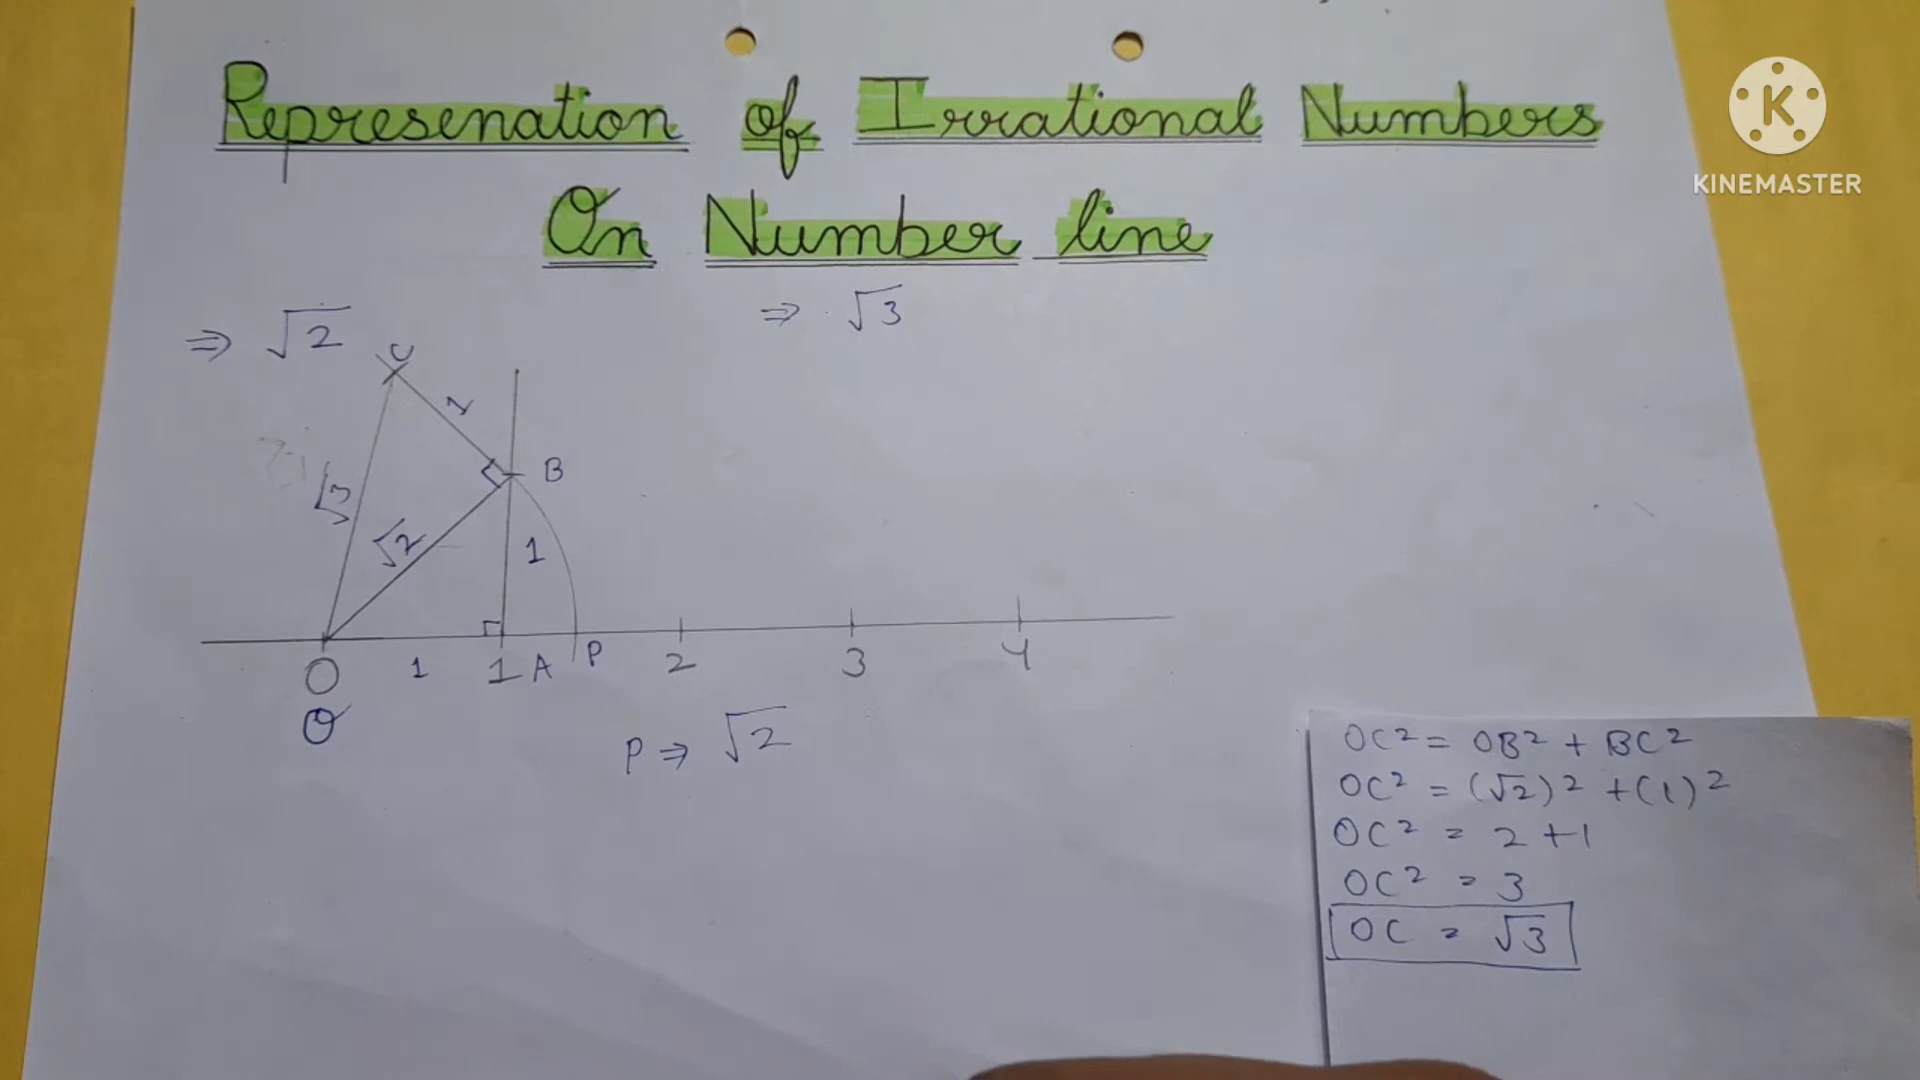 Represenation of Irrational Numbers
On Number line
⇒ √2
⇒ √3
C
1
B
√3
√2
1
0 1 1 A P 2 3 4
O
P ⇒ √2
OC² = OB² + BC²
OC² = (√2)² + (1)²
OC² = 2 + 1
OC² = 3
OC = √3
K
KINEMASTER